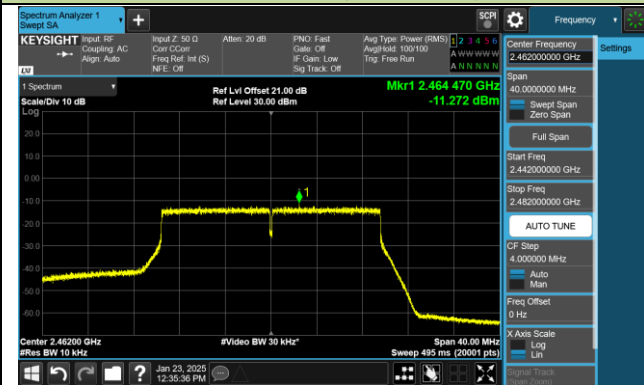 Spectrum Analyzer 1
Swept SA
SCPI
Frequency
KEYSIGHT
Input: RF
Coupling: AC
Align: Auto
Input Z: 50 Ω
Corr CCorr
Freq Ref: Int (S)
NFE: Off
Atten: 20 dB
PNO: Fast
Gate: Off
IF Gain: Low
Sig Track: Off
Avg Type: Power (RMS)
Avg|Hold: 100/100
Trig: Free Run
1 2 3 4 5 6
A W W W W W
A N N N N N
LXI
1 Spectrum
Scale/Div 10 dB
Log
Ref Lvl Offset 21.00 dB
Ref Level 30.00 dBm
Mkr1 2.464 470 GHz
-11.272 dBm
20.0
10.0
0.00
-10.0
-20.0
-30.0
-40.0
-50.0
-60.0
1
Center 2.46200 GHz
#Res BW 10 kHz
#Video BW 30 kHz*
Span 40.00 MHz
Sweep 495 ms (20001 pts)
Center Frequency
2.462000000 GHz
Settings
Span
40.0000000 MHz
Swept Span
Zero Span
Full Span
Start Freq
2.442000000 GHz
Stop Freq
2.482000000 GHz
AUTO TUNE
CF Step
4.000000 MHz
Auto
Man
Freq Offset
0 Hz
X Axis Scale
Log
Lin
Signal Track
(Span Zoom)
Jan 23, 2025
12:35:36 PM